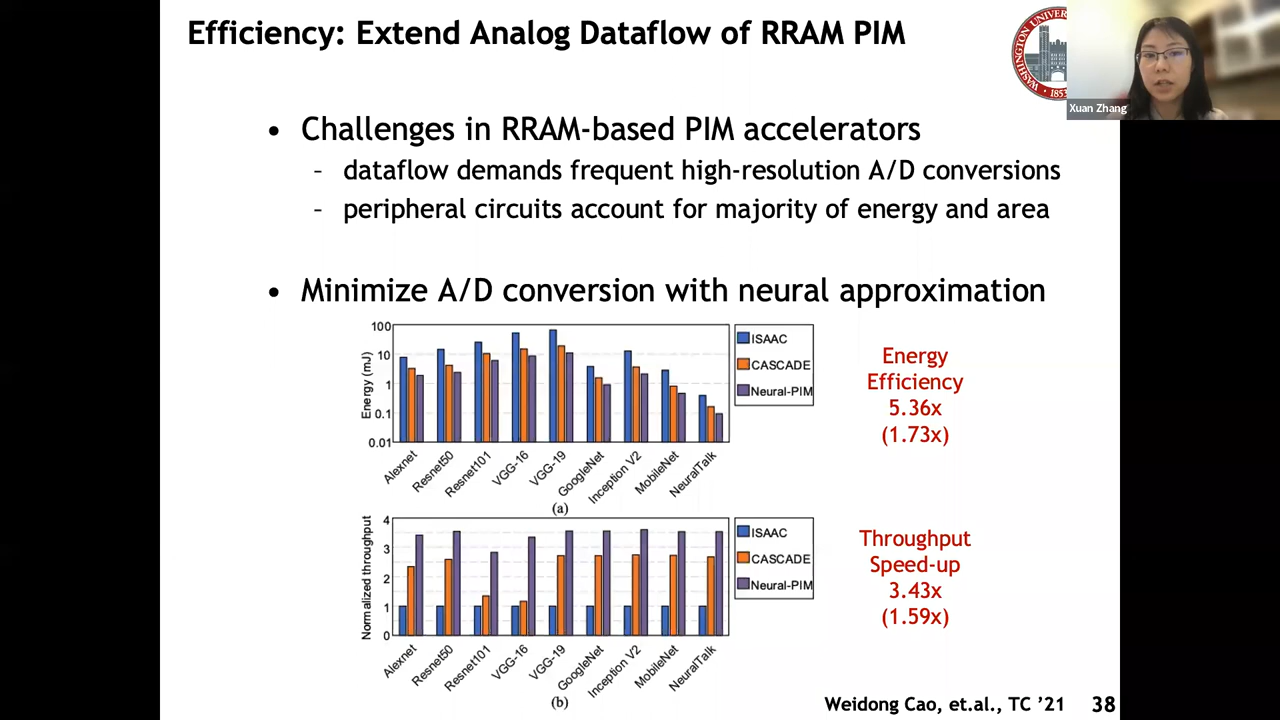 Efficiency: Extend Analog Dataflow of RRAM PIM
WASHINGTON UNIVER
1853
Xuan Zhang
• Challenges in RRAM-based PIM accelerators
– dataflow demands frequent high-resolution A/D conversions
– peripheral circuits account for majority of energy and area
• Minimize A/D conversion with neural approximation
Energy (mJ)
100
10
1
0.1
0.01
Alexnet
Resnet50
Resnet101
VGG-16
VGG-19
GoogleNet
Inception V2
MobileNet
NeuralTalk
ISAAC
CASCADE
Neural-PIM
(a)
Energy
Efficiency
5.36x
(1.73x)
Normalized throughput
4
3
2
1
0
Alexnet
Resnet50
Resnet101
VGG-16
VGG-19
GoogleNet
Inception V2
MobileNet
NeuralTalk
ISAAC
CASCADE
Neural-PIM
(b)
Throughput
Speed-up
3.43x
(1.59x)
Weidong Cao, et.al., TC ’21
38